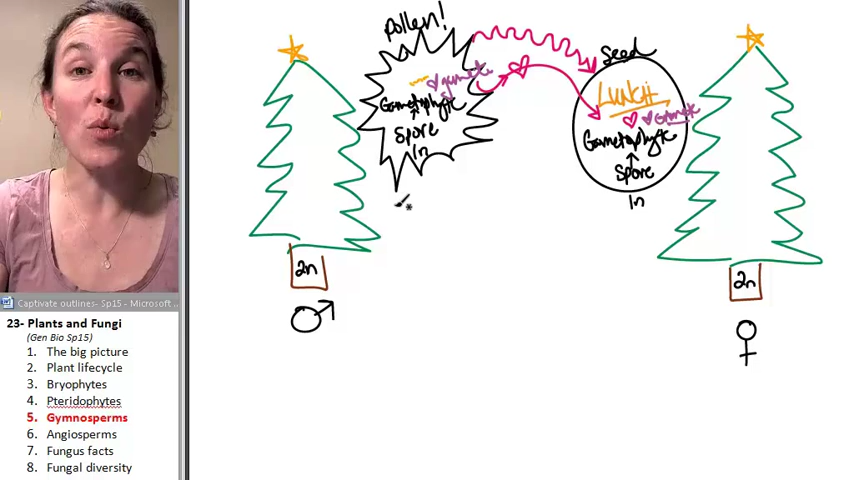 Pollen!
gamete
Gametophyte
Spore
1n
2n
Seed
LUNCH
Gamete
Gametophyte
Spore
1n
2n
Captivate outlines- Sp15 - Microsoft ...
23- Plants and Fungi
(Gen Bio Sp15)
1. The big picture
2. Plant lifecycle
3. Bryophytes
4. Pteridophytes
5. Gymnosperms
6. Angiosperms
7. Fungus facts
8. Fungal diversity